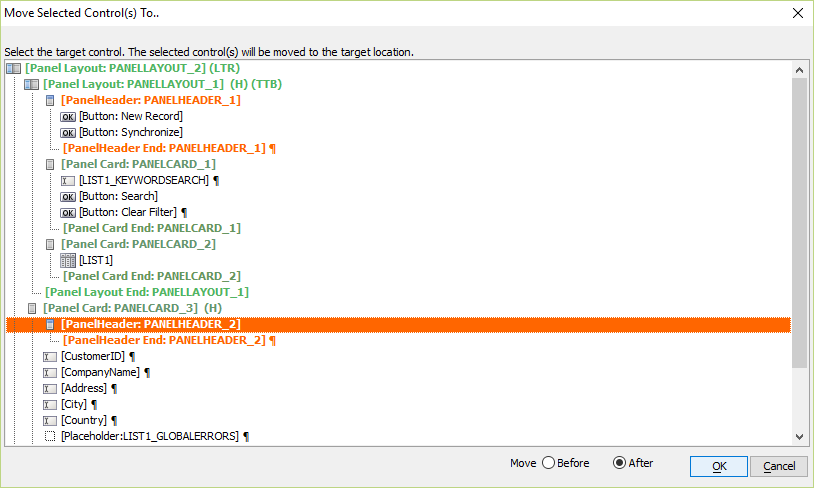 Move Selected Control(s) To..
Select the target control. The selected control(s) will be moved to the target location.
[Panel Layout: PANELLAYOUT_2] (LTR)
[Panel Layout: PANELLAYOUT_1] (H) (TTB)
[PanelHeader: PANELHEADER_1]
OK [Button: New Record]
OK [Button: Synchronize]
[PanelHeader End: PANELHEADER_1] ¶
[Panel Card: PANELCARD_1]
[LIST1_KEYWORDSEARCH] ¶
OK [Button: Search]
OK [Button: Clear Filter] ¶
[Panel Card End: PANELCARD_1]
[Panel Card: PANELCARD_2]
[LIST1]
[Panel Card End: PANELCARD_2]
[Panel Layout End: PANELLAYOUT_1]
[Panel Card: PANELCARD_3] (H)
[PanelHeader: PANELHEADER_2]
[PanelHeader End: PANELHEADER_2] ¶
[CustomerID] ¶
[CompanyName] ¶
[Address] ¶
[City] ¶
[Country] ¶
[Placeholder:LIST1_GLOBALERRORS] ¶
Move Before After OK Cancel